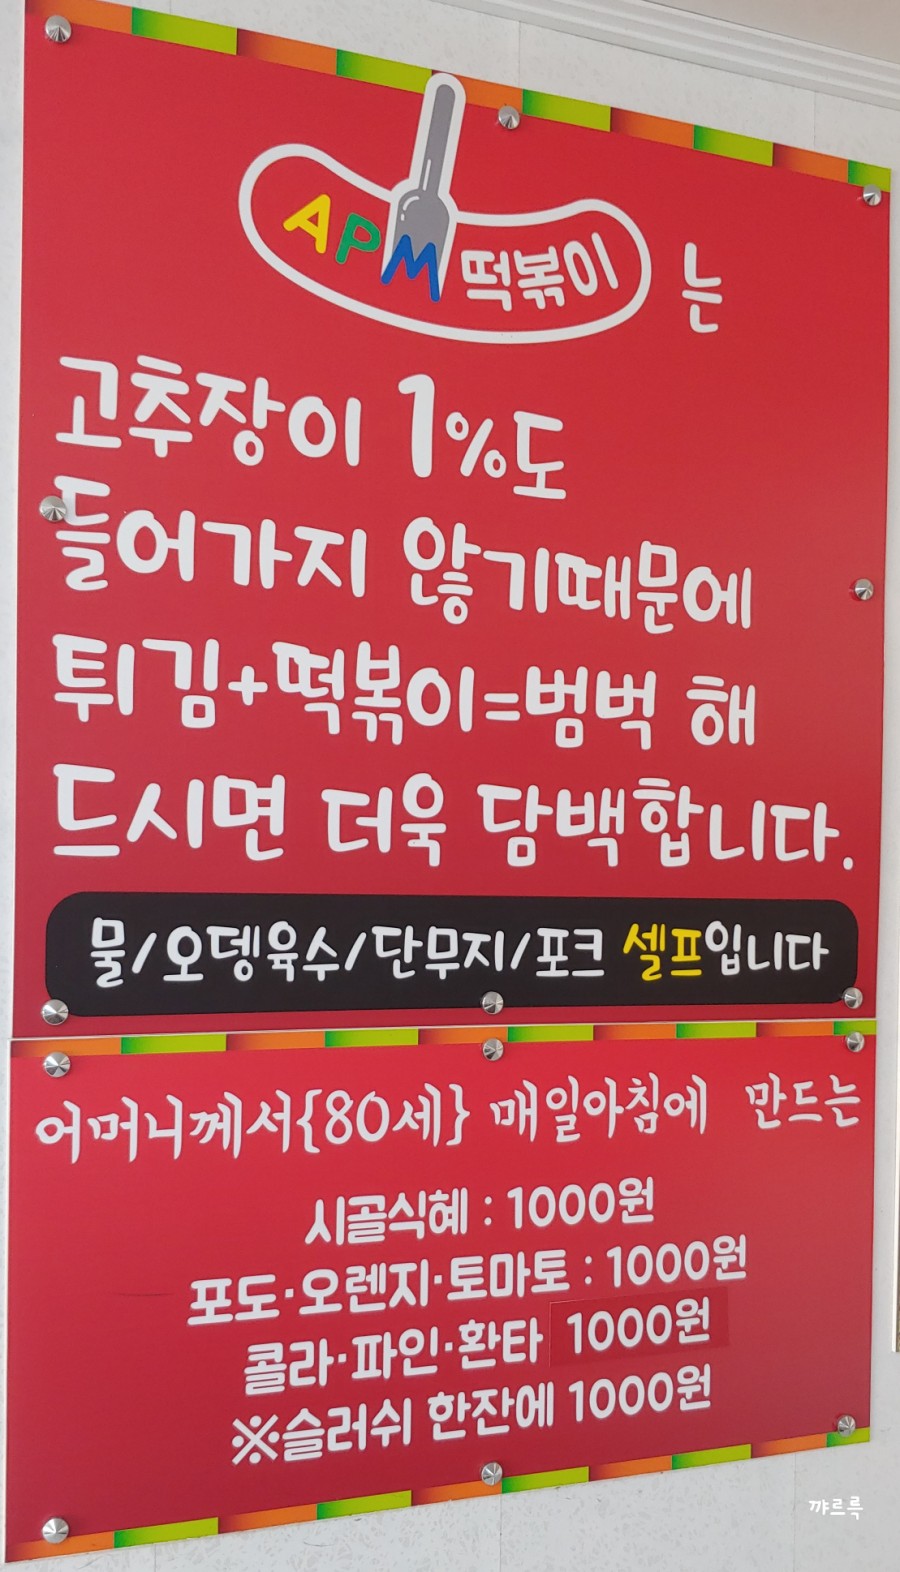 APM 떡볶이 는
고추장이 1%도
들어가지 않기때문에
튀김+떡볶이=범벅 해
드시면 더욱 담백합니다.
물/오뎅육수/단무지/포크 셀프입니다
어머니께서{80세} 매일아침에 만드는
시골식혜 : 1000원
포도·오렌지·토마토 : 1000원
콜라·파인·환타 1000원
※슬러쉬 한잔에 1000원
꺄르륵